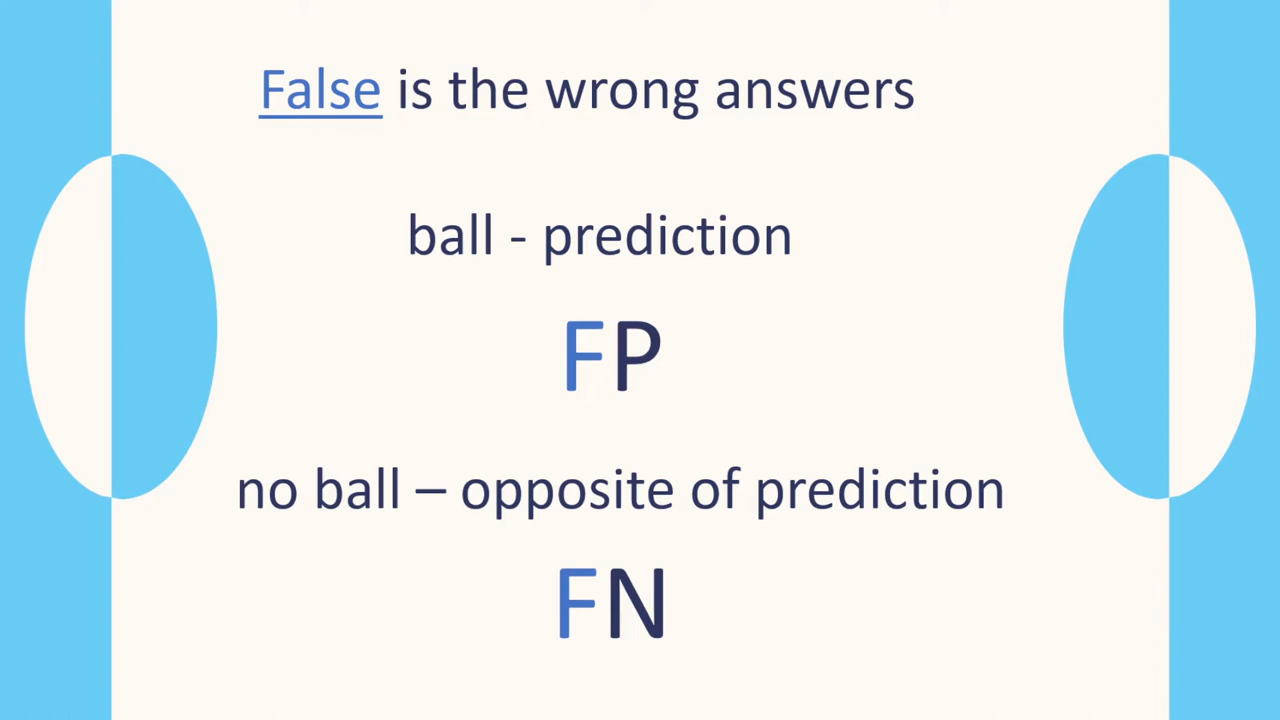 False is the wrong answers
ball - prediction
FP
no ball – opposite of prediction
FN